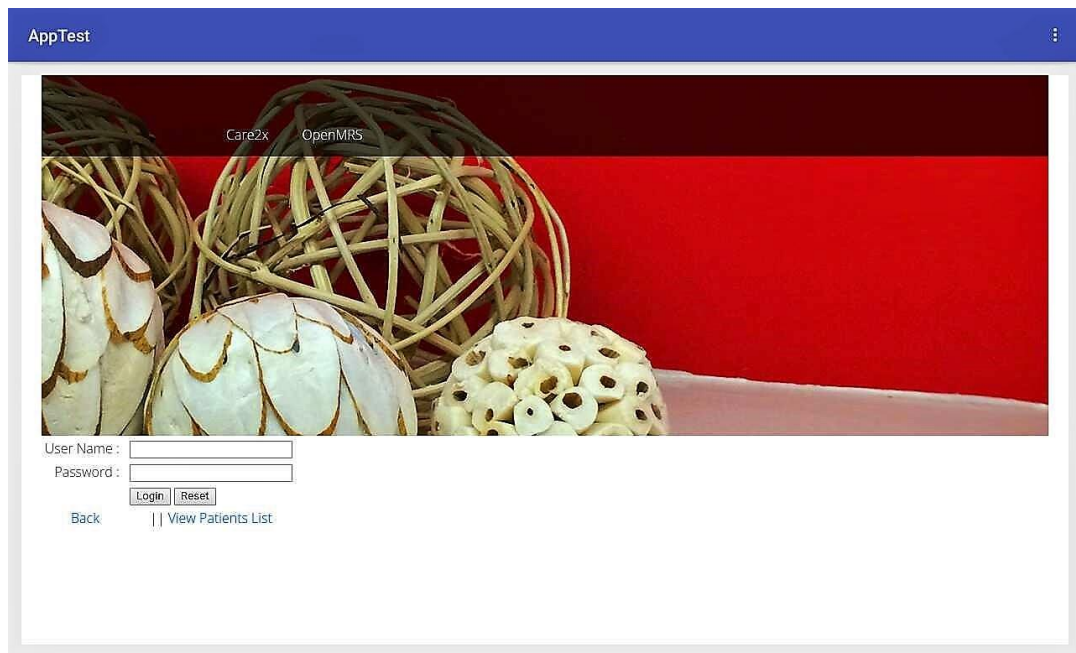 AppTest
Care2x OpenMRS
User Name :
Password :
Login Reset
Back || View Patients List